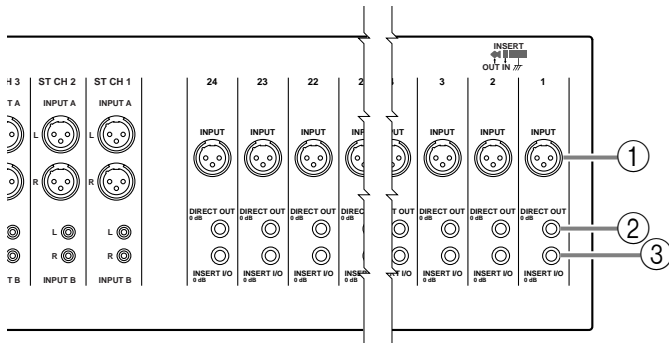 INSERT
OUT IN
ST CH 2 ST CH 1 24 23 22 3 2 1
INPUT A INPUT A
INPUT INPUT INPUT INPUT INPUT INPUT
L L
1
R R
DIRECT OUT DIRECT OUT DIRECT OUT DIRECT OUT DIRECT OUT DIRECT OUT
0 dB 0 dB 0 dB 0 dB 0 dB 0 dB
2
L L
R R
3
INSERT I/O INSERT I/O INSERT I/O INSERT I/O INSERT I/O INSERT I/O
0 dB 0 dB 0 dB 0 dB 0 dB 0 dB
INPUT B INPUT B